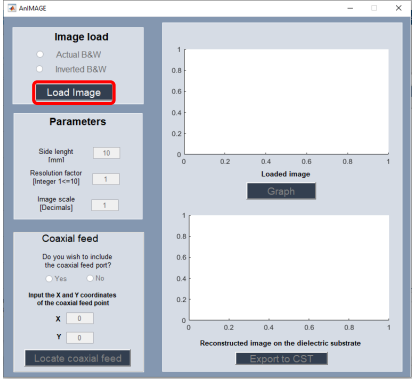 AnIMAGE
Image load
Actual B&W
Inverted B&W
Load Image
Parameters
Side lenght
[mm]
10
Resolution factor
[Integer 1<=10]
1
Image scale
[Decimals]
1
Coaxial feed
Do you wish to include
the coaxial feed port?
Yes No
Input the X and Y coordinates
of the coaxial feed point
X 0
Y 0
Locate coaxial feed
1
0.8
0.6
0.4
0.2
0
0 0.2 0.4 0.6 0.8 1
Loaded image
Graph
1
0.8
0.6
0.4
0.2
0
0 0.2 0.4 0.6 0.8 1
Reconstructed image on the dielectric substrate
Export to CST